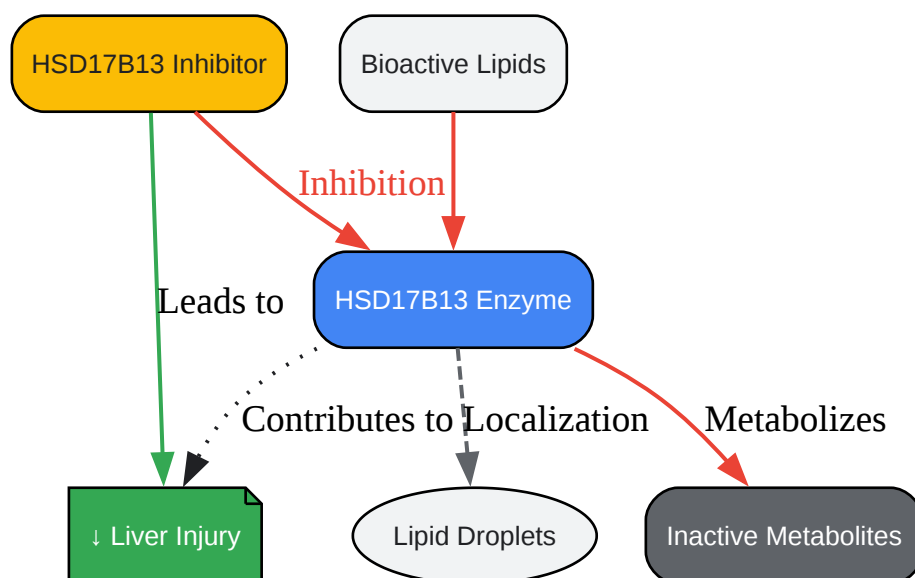 HSD17B13 Inhibitor
Bioactive Lipids
Inhibition
HSD17B13 Enzyme
Leads to
Contributes to
Localization
Metabolizes
↓ Liver Injury
Lipid Droplets
Inactive Metabolites